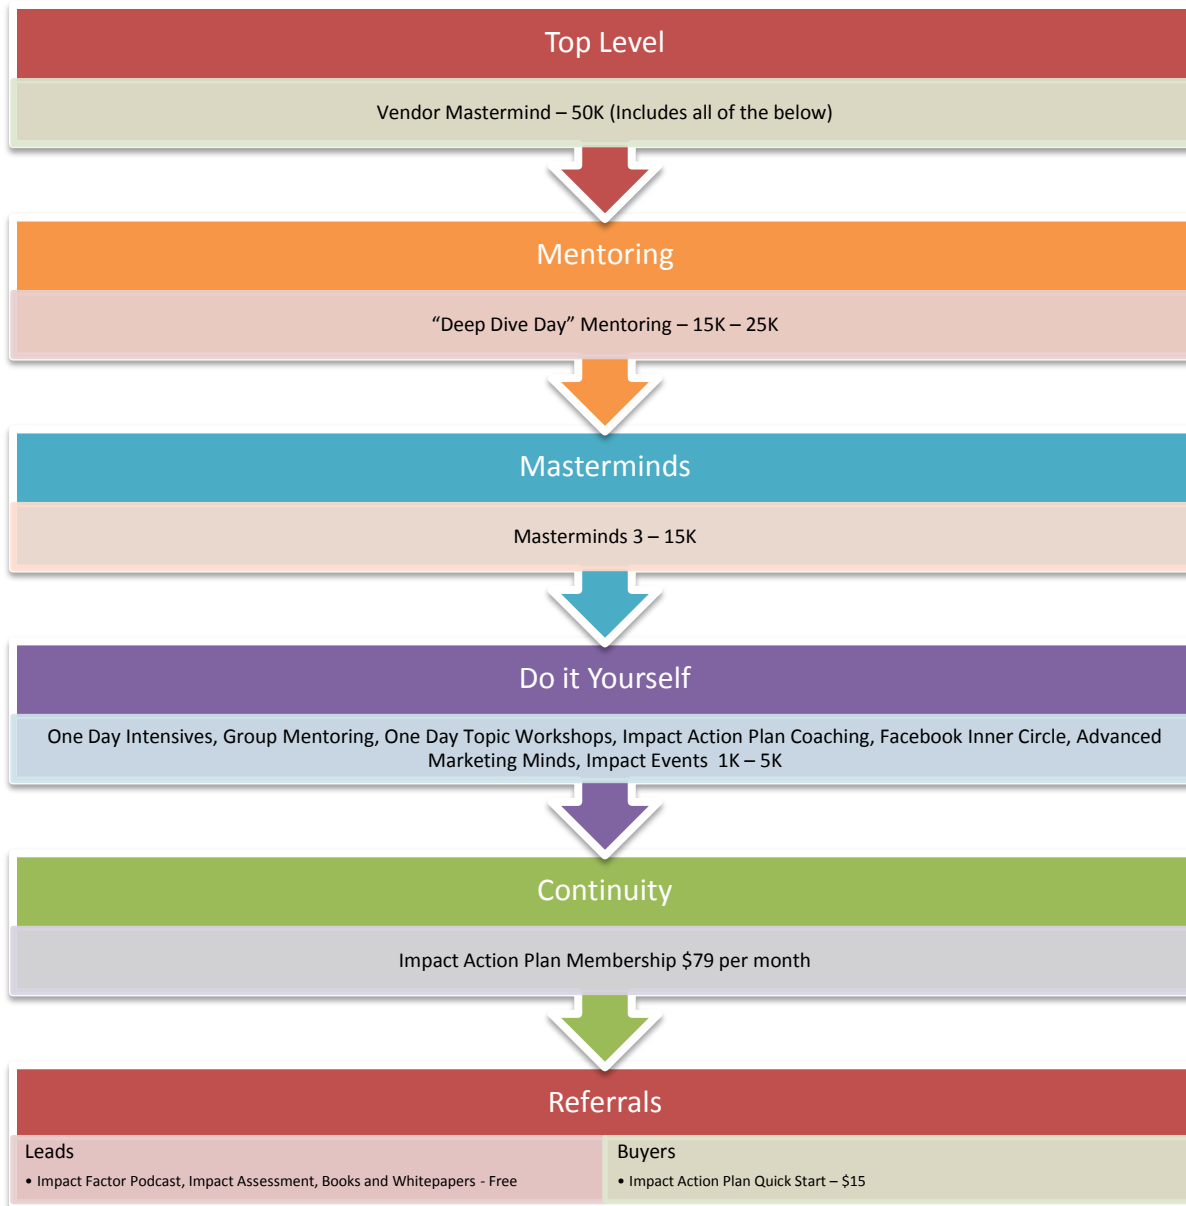 Top Level
Vendor Mastermind – 50K (Includes all of the below)
Mentoring
“Deep Dive Day” Mentoring – 15K – 25K
Masterminds
Masterminds 3 – 15K
Do it Yourself
One Day Intensives, Group Mentoring, One Day Topic Workshops, Impact Action Plan Coaching, Facebook Inner Circle, Advanced
Marketing Minds, Impact Events  1K – 5K
Continuity
Impact Action Plan Membership $79 per month
Referrals
Leads
• Impact Factor Podcast, Impact Assessment, Books and Whitepapers - Free
Buyers
• Impact Action Plan Quick Start – $15